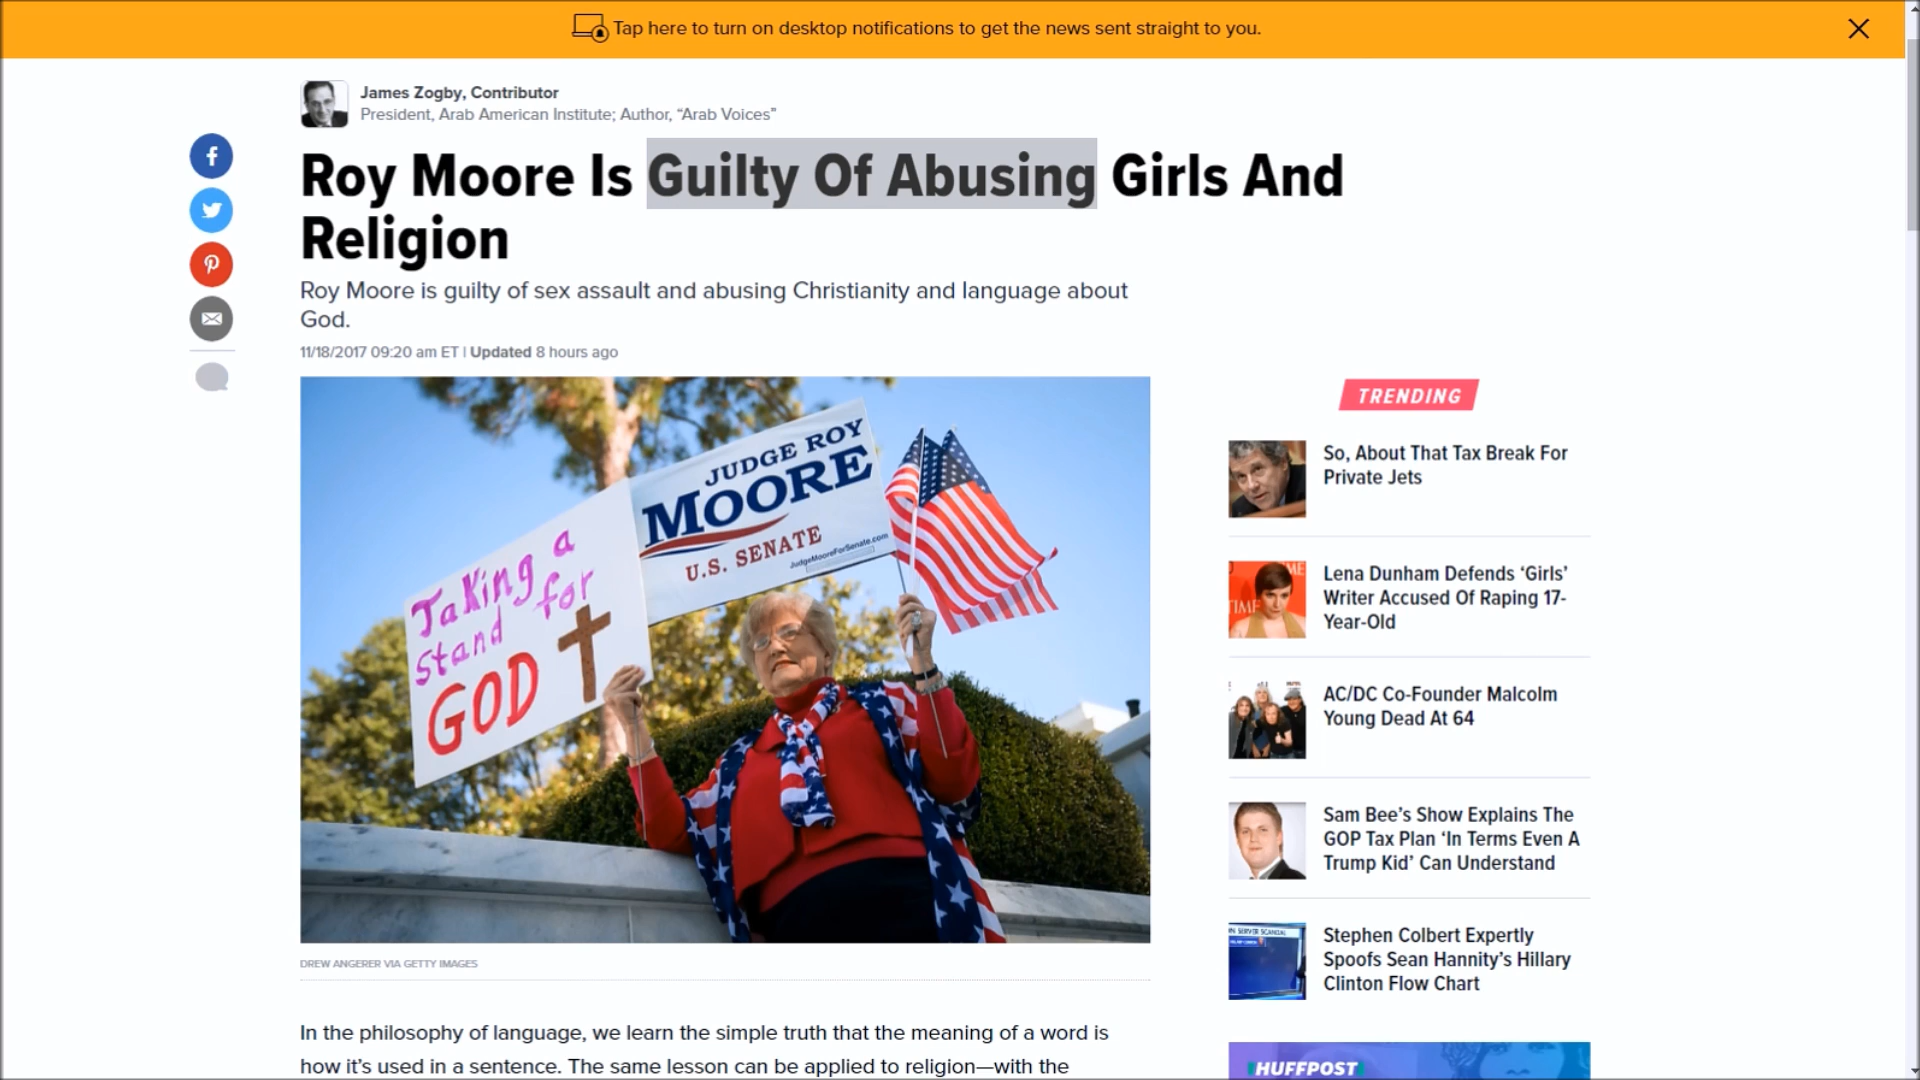 Tap here to turn on desktop notifications to get the news sent straight to you.
James Zogby, Contributor
President, Arab American Institute; Author, “Arab Voices”
Roy Moore Is Guilty Of Abusing Girls And
Religion
Roy Moore is guilty of sex assault and abusing Christianity and language about
God.
11/18/2017 09:20 am ET | Updated 8 hours ago
Taking a
stand for
GOD
JUDGE ROY
MOORE
U.S. SENATE
JudgeMooreForSenate.com
DREW ANGERER VIA GETTY IMAGES
In the philosophy of language, we learn the simple truth that the meaning of a word is
how it’s used in a sentence. The same lesson can be applied to religion—with the
TRENDING
So, About That Tax Break For
Private Jets
TIME
Lena Dunham Defends ‘Girls’
Writer Accused Of Raping 17-
Year-Old
AC/DC Co-Founder Malcolm
Young Dead At 64
Sam Bee’s Show Explains The
GOP Tax Plan ‘In Terms Even A
Trump Kid’ Can Understand
SERVER SCANDAL
Stephen Colbert Expertly
Spoofs Sean Hannity’s Hillary
Clinton Flow Chart
HUFFPOST